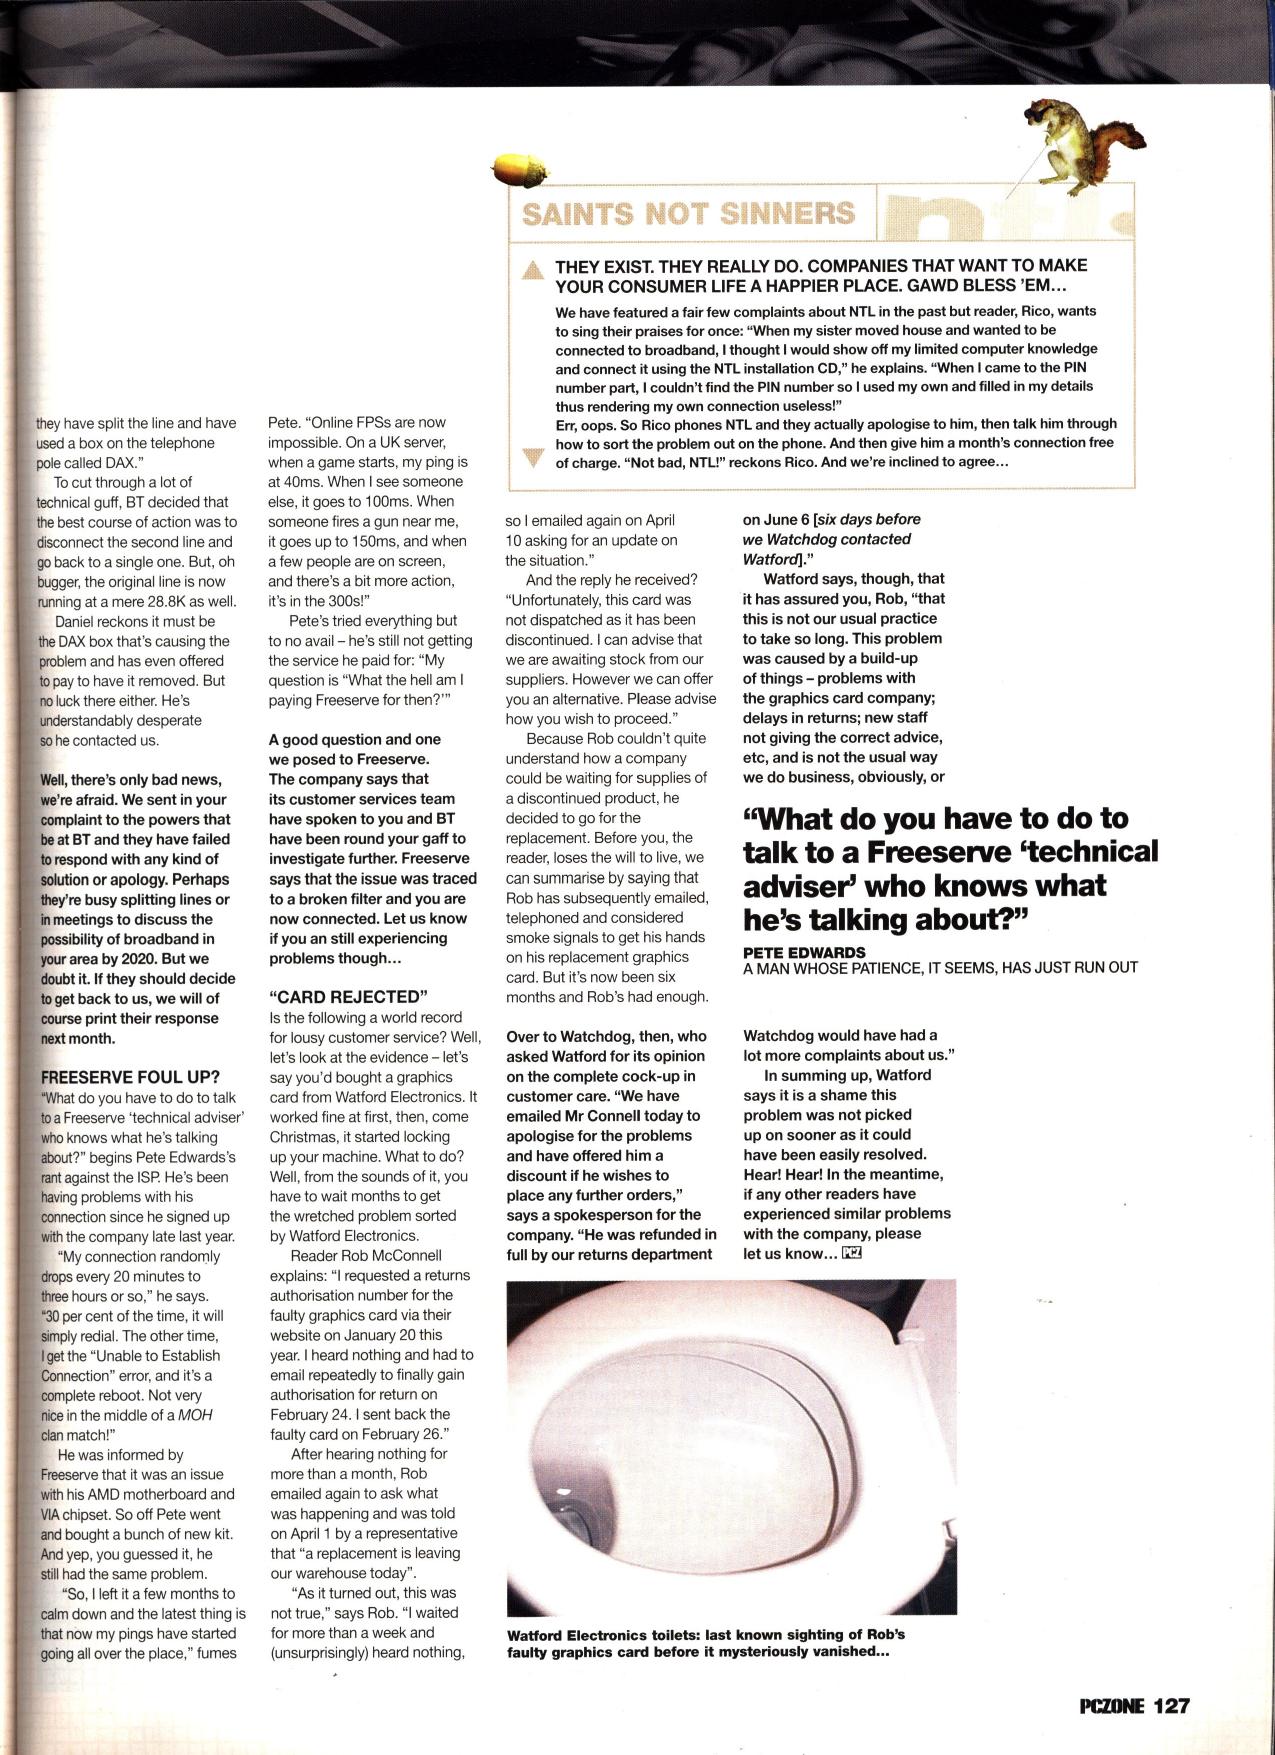 SAINTS NOT SINNERS
ntl:
THEY EXIST. THEY REALLY DO. COMPANIES THAT WANT TO MAKE
YOUR CONSUMER LIFE A HAPPIER PLACE. GAWD BLESS 'EM...
We have featured a fair few complaints about NTL in the past but reader, Rico, wants
to sing their praises for once: “When my sister moved house and wanted to be
connected to broadband, I thought I would show off my limited computer knowledge
and connect it using the NTL installation CD,” he explains. “When I came to the PIN
number part, I couldn't find the PIN number so I used my own and filled in my details
thus rendering my own connection useless!”
Err, oops. So Rico phones NTL and they actually apologise to him, then talk him through
how to sort the problem out on the phone. And then give him a month's connection free
of charge. “Not bad, NTL!” reckons Rico. And we're inclined to agree...
they have split the line and have
used a box on the telephone
pole called DAX.”
To cut through a lot of
technical guff, BT decided that
the best course of action was to
disconnect the second line and
go back to a single one. But, oh
bugger, the original line is now
running at a mere 28.8K as well.
Daniel reckons it must be
the DAX box that's causing the
problem and has even offered
to pay to have it removed. But
no luck there either. He's
understandably desperate
so he contacted us.
Well, there's only bad news,
we're afraid. We sent in your
complaint to the powers that
be at BT and they have failed
to respond with any kind of
solution or apology. Perhaps
they're busy splitting lines or
in meetings to discuss the
possibility of broadband in
your area by 2020. But we
doubt it. If they should decide
to get back to us, we will of
course print their response
next month.
FREESERVE FOUL UP?
“What do you have to do to talk
to a Freeserve ‘technical adviser’
who knows what he's talking
about?” begins Pete Edwards's
rant against the ISP. He's been
having problems with his
connection since he signed up
with the company late last year.
“My connection randomly
drops every 20 minutes to
three hours or so,” he says.
“30 per cent of the time, it will
simply redial. The other time,
I get the “Unable to Establish
Connection” error, and it's a
complete reboot. Not very
nice in the middle of a MOH
clan match!”
He was informed by
Freeserve that it was an issue
with his AMD motherboard and
VIA chipset. So off Pete went
and bought a bunch of new kit.
And yep, you guessed it, he
still had the same problem.
“So, I left it a few months to
calm down and the latest thing is
that now my pings have started
going all over the place,” fumes
Pete. “Online FPSs are now
impossible. On a UK server,
when a game starts, my ping is
at 40ms. When I see someone
else, it goes to 100ms. When
someone fires a gun near me,
it goes up to 150ms, and when
a few people are on screen,
and there's a bit more action,
it's in the 300s!”
Pete's tried everything but
to no avail – he's still not getting
the service he paid for: “My
question is “What the hell am I
paying Freeserve for then?’”
A good question and one
we posed to Freeserve.
The company says that
its customer services team
have spoken to you and BT
have been round your gaff to
investigate further. Freeserve
says that the issue was traced
to a broken filter and you are
now connected. Let us know
if you an still experiencing
problems though...
“CARD REJECTED”
Is the following a world record
for lousy customer service? Well,
let's look at the evidence – let's
say you'd bought a graphics
card from Watford Electronics. It
worked fine at first, then, come
Christmas, it started locking
up your machine. What to do?
Well, from the sounds of it, you
have to wait months to get
the wretched problem sorted
by Watford Electronics.
Reader Rob McConnell
explains: “I requested a returns
authorisation number for the
faulty graphics card via their
website on January 20 this
year. I heard nothing and had to
email repeatedly to finally gain
authorisation for return on
February 24. I sent back the
faulty card on February 26.”
After hearing nothing for
more than a month, Rob
emailed again to ask what
was happening and was told
on April 1 by a representative
that “a replacement is leaving
our warehouse today”.
“As it turned out, this was
not true,” says Rob. “I waited
for more than a week and
(unsurprisingly) heard nothing,
so I emailed again on April
10 asking for an update on
the situation.”
And the reply he received?
“Unfortunately, this card was
not dispatched as it has been
discontinued. I can advise that
we are awaiting stock from our
suppliers. However we can offer
you an alternative. Please advise
how you wish to proceed.”
Because Rob couldn't quite
understand how a company
could be waiting for supplies of
a discontinued product, he
decided to go for the
replacement. Before you, the
reader, loses the will to live, we
can summarise by saying that
Rob has subsequently emailed,
telephoned and considered
smoke signals to get his hands
on his replacement graphics
card. But it's now been six
months and Rob's had enough.
Over to Watchdog, then, who
asked Watford for its opinion
on the complete cock-up in
customer care. “We have
emailed Mr Connell today to
apologise for the problems
and have offered him a
discount if he wishes to
place any further orders,”
says a spokesperson for the
company. “He was refunded in
full by our returns department
on June 6 [six days before
we Watchdog contacted
Watford].”
Watford says, though, that
it has assured you, Rob, “that
this is not our usual practice
to take so long. This problem
was caused by a build-up
of things – problems with
the graphics card company;
delays in returns; new staff
not giving the correct advice,
etc, and is not the usual way
we do business, obviously, or
“What do you have to do to
talk to a Freeserve ‘technical
adviser’ who knows what
he's talking about?”
PETE EDWARDS
A MAN WHOSE PATIENCE, IT SEEMS, HAS JUST RUN OUT
Watchdog would have had a
lot more complaints about us.”
In summing up, Watford
says it is a shame this
problem was not picked
up on sooner as it could
have been easily resolved.
Hear! Hear! In the meantime,
if any other readers have
experienced similar problems
with the company, please
let us know... PCZ
Watford Electronics toilets: last known sighting of Rob's
faulty graphics card before it mysteriously vanished...
PCZONE 127